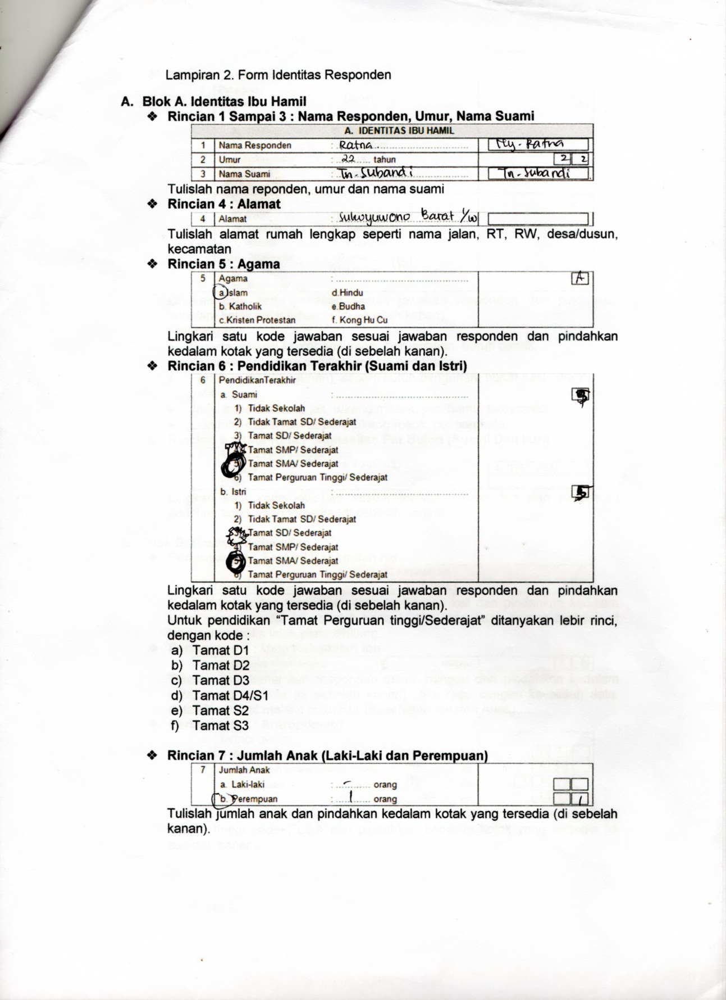 Lampiran 2. Form Identitas Responden
A. Blok A. Identitas Ibu Hamil
❖ Rincian 1 Sampai 3 : Nama Responden, Umur, Nama Suami
A. IDENTITAS IBU HAMIL
1 Nama Responden : Ratna. Ny. Ratna
2 Umur : 22 tahun 2 2
3 Nama Suami : Tn. Subandi Tn. Subandi
Tulislah nama reponden, umur dan nama suami
❖ Rincian 4 : Alamat
4 Alamat : Sukoyuwono Barat
Tulislah alamat rumah lengkap seperti nama jalan, RT, RW, desa/dusun,
kecamatan
❖ Rincian 5 : Agama
5 Agama : A
a.Islam d.Hindu
b. Katholik e.Budha
c.Kristen Protestan f. Kong Hu Cu
Lingkari satu kode jawaban sesuai jawaban responden dan pindahkan
kedalam kotak yang tersedia (di sebelah kanan).
❖ Rincian 6 : Pendidikan Terakhir (Suami dan Istri)
6 PendidikanTerakhir
a. Suami :
1) Tidak Sekolah
2) Tidak Tamat SD/ Sederajat
3) Tamat SD/ Sederajat
Tamat SMP/ Sederajat
5) Tamat SMA/ Sederajat
6) Tamat Perguruan Tinggi/ Sederajat
b. Istri : 5
1) Tidak Sekolah
2) Tidak Tamat SD/ Sederajat
3) Tamat SD/ Sederajat
4) Tamat SMP/ Sederajat
5) Tamat SMA/ Sederajat
6) Tamat Perguruan Tinggi/ Sederajat
Lingkari satu kode jawaban sesuai jawaban responden dan pindahkan
kedalam kotak yang tersedia (di sebelah kanan).
Untuk pendidikan “Tamat Perguruan tinggi/Sederajat” ditanyakan lebir rinci,
dengan kode :
a) Tamat D1
b) Tamat D2
c) Tamat D3
d) Tamat D4/S1
e) Tamat S2
f) Tamat S3
❖ Rincian 7 : Jumlah Anak (Laki-Laki dan Perempuan)
7 Jumlah Anak
a. Laki-laki : - orang
b. Perempuan : 1 orang 1
Tulislah jumlah anak dan pindahkan kedalam kotak yang tersedia (di sebelah
kanan).